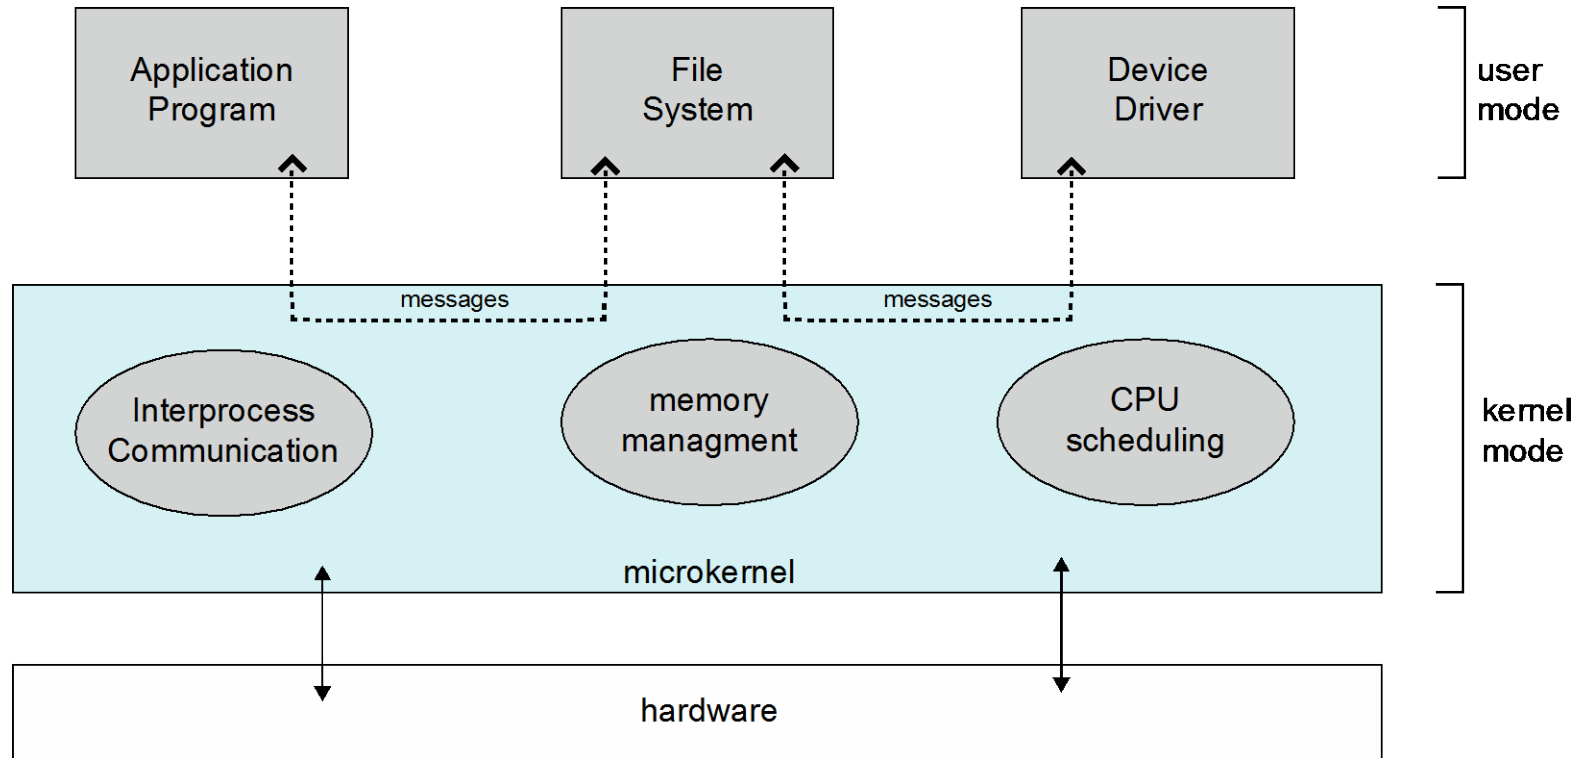 Application
Program
File
System
Device
Driver
user
mode
messages
messages
Interprocess
Communication
memory
managment
CPU
scheduling
kernel
mode
microkernel
hardware